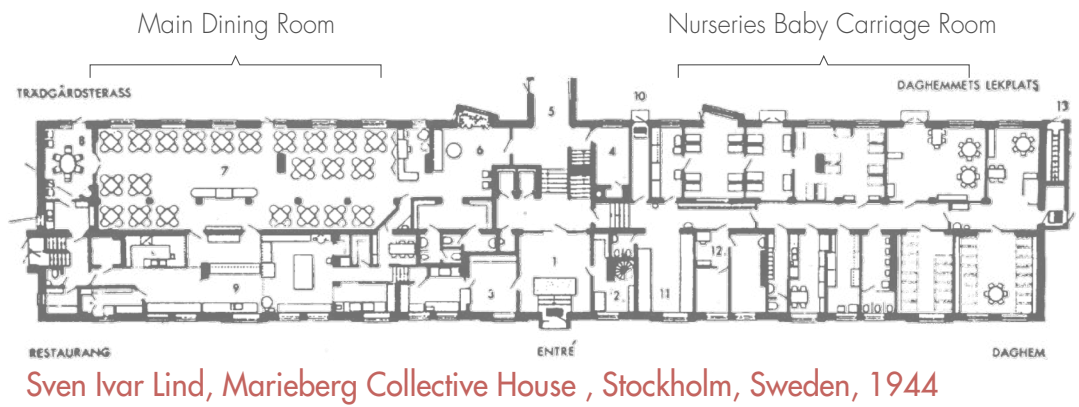 Main Dining Room
Nurseries Baby Carriage Room
TRÄDGÅRDSTERASS
DAGHEMMETS LEKPLATS
10
13
5
8
6
4
7
1
12.
9
3
2
11
RESTAURANG
ENTRÉ
DAGHEM
Sven Ivar Lind, Marieberg Collective House , Stockholm, Sweden, 1944